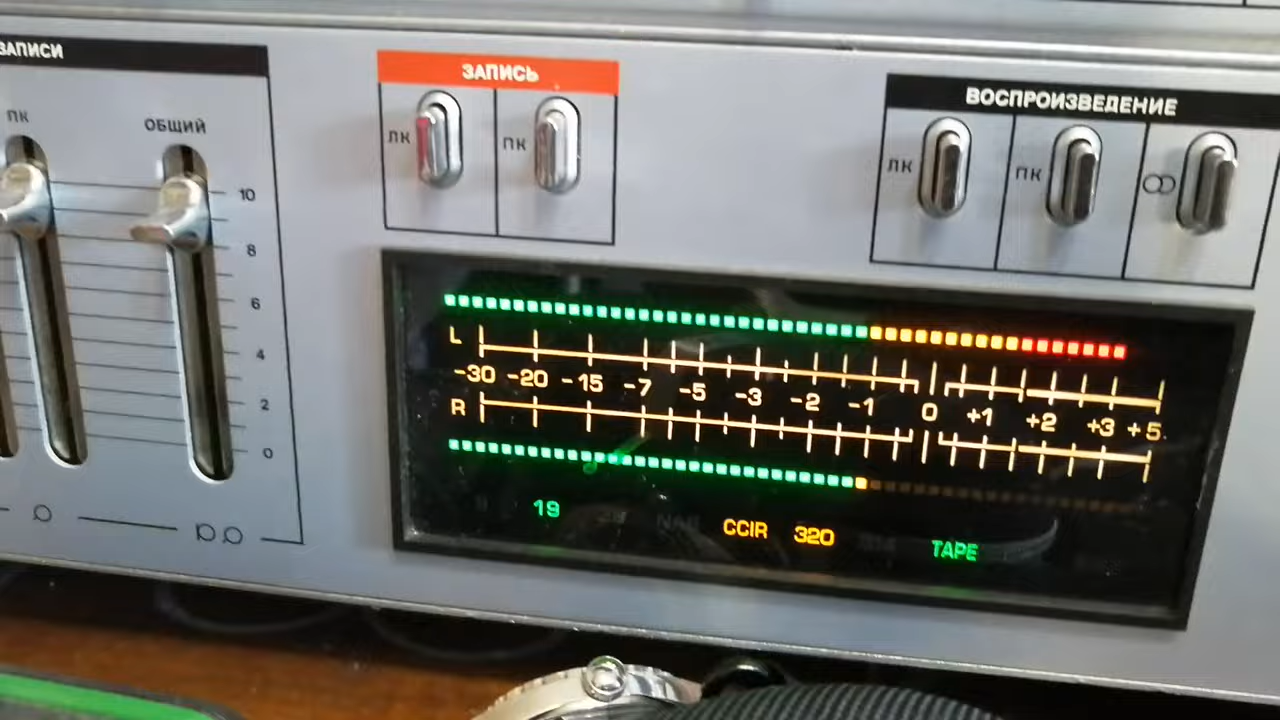 ЗАПИСИ
ПК
ОБЩИЙ
10
8
6
4
2
0
ЗАПИСЬ
ЛК
ПК
ВОСПРОИЗВЕДЕНИЕ
ЛК
ПК
L
-30 -20 -15 -7 -5 -3 -2 -1 0 +1 +2 +3 +5
R
19 38 NAB CCIR 320 TAPE